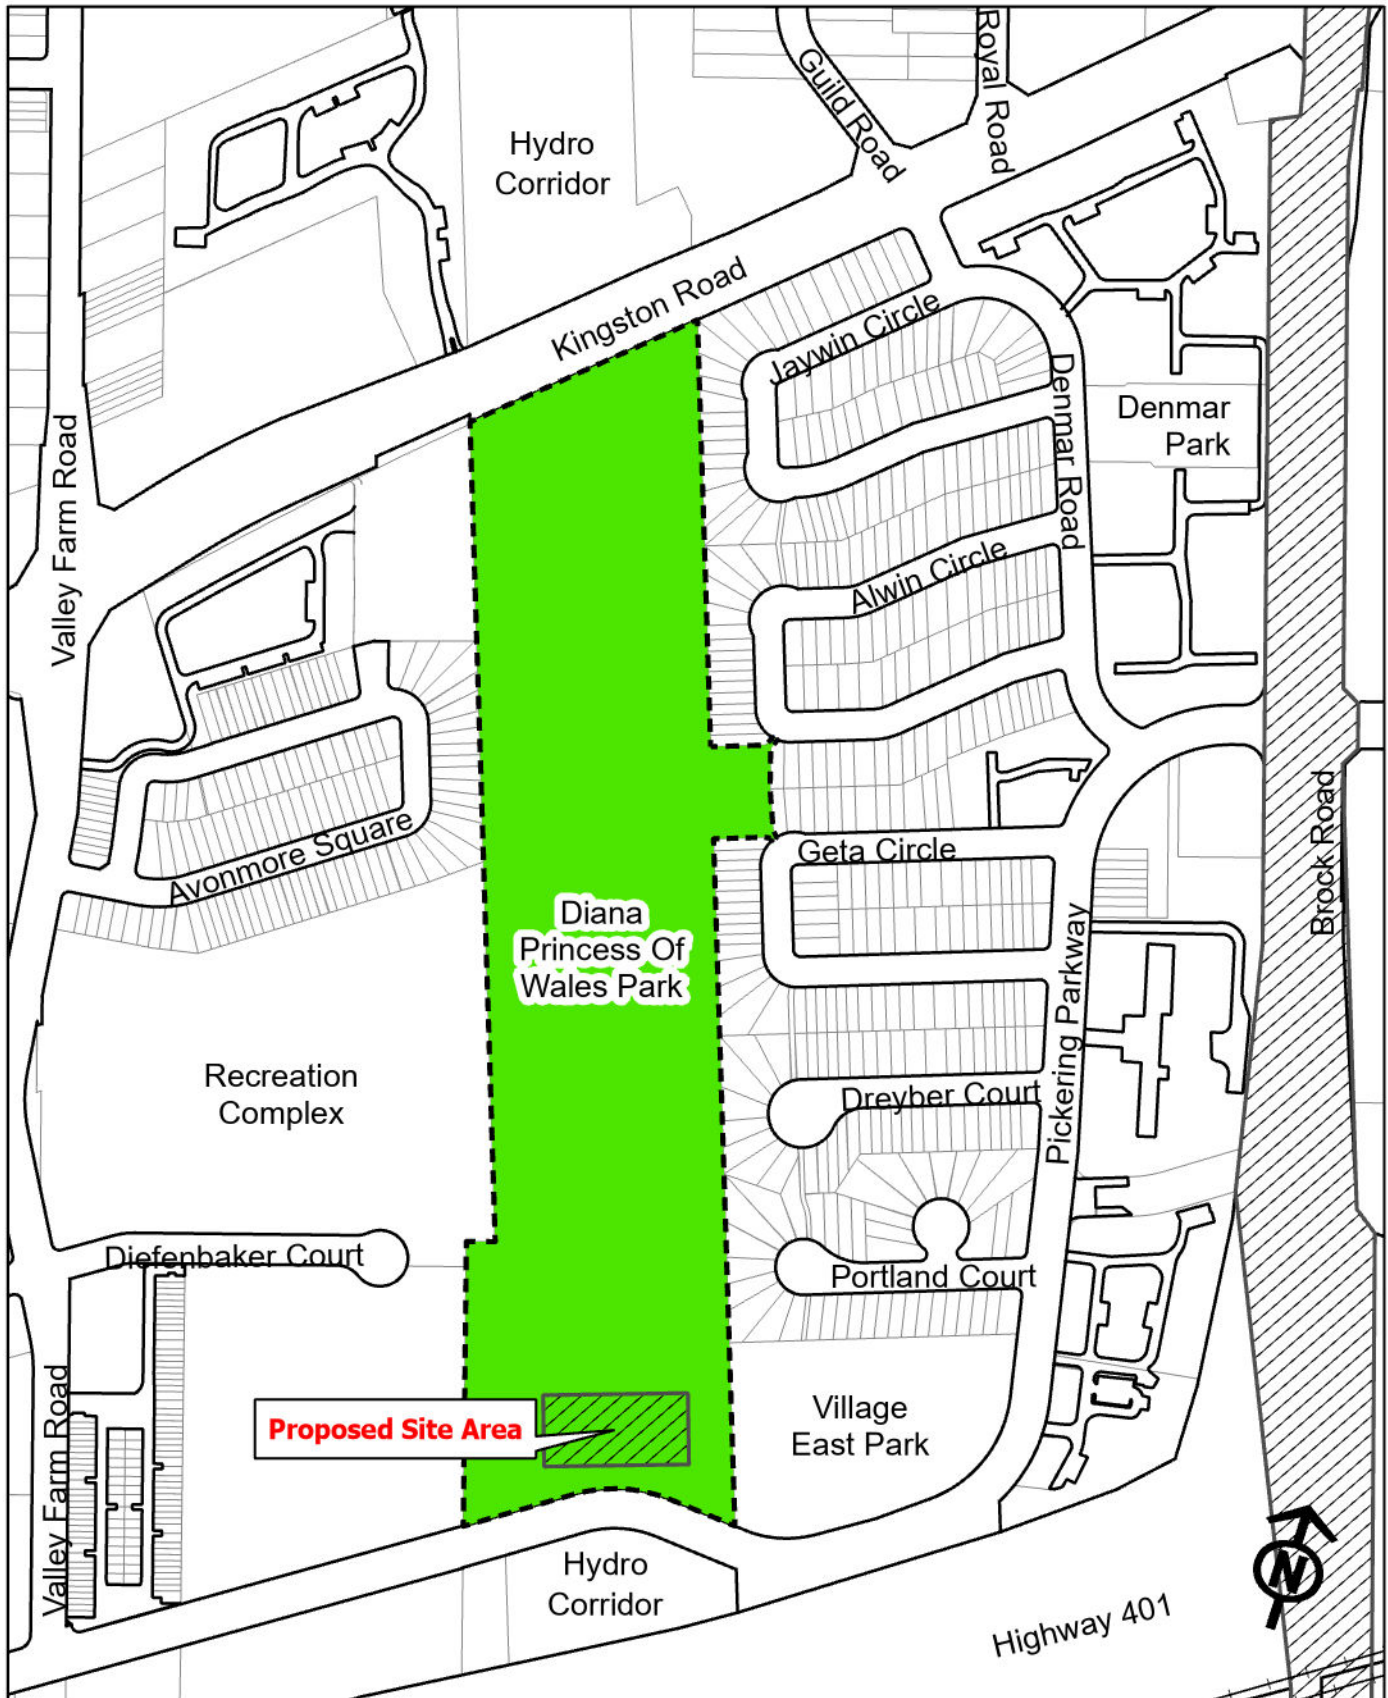 Guild Road
Royal Road
Hydro
Corridor
Kingston Road
Jaywin Circle
Denmar Road
Denmar
Park
Valley Farm Road
Alwin Circle
Brock Road
Avonmore Square
Geta Circle
Diana
Princess Of
Wales Park
Pickering Parkway
Recreation
Complex
Dreyber Court
Diefenbaker Court
Portland Court
Valley Farm Road
Proposed Site Area
Village
East Park
Hydro
Corridor
N
Highway 401